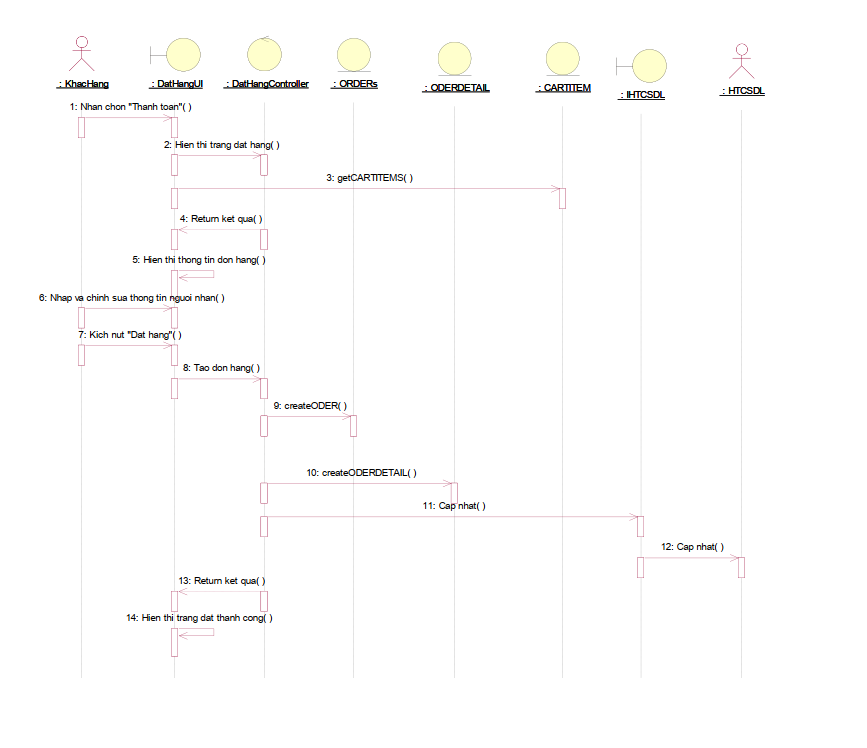 : KhacHang
: DatHangUI
: DatHangController
: ORDERs
: ODERDETAIL
: CARTITEM
: IHTCSDL
: HTCSDL
1: Nhan chon "Thanh toan"( )
2: Hien thi trang dat hang( )
3: getCARTITEMS( )
4: Return ket qua( )
5: Hien thi thong tin don hang( )
6: Nhap va chinh sua thong tin nguoi nhan( )
7: Kich nut "Dat hang"( )
8: Tao don hang( )
9: createODER( )
10: createODERDETAIL( )
11: Cap nhat( )
12: Cap nhat( )
13: Return ket qua( )
14: Hien thi trang dat thanh cong( )